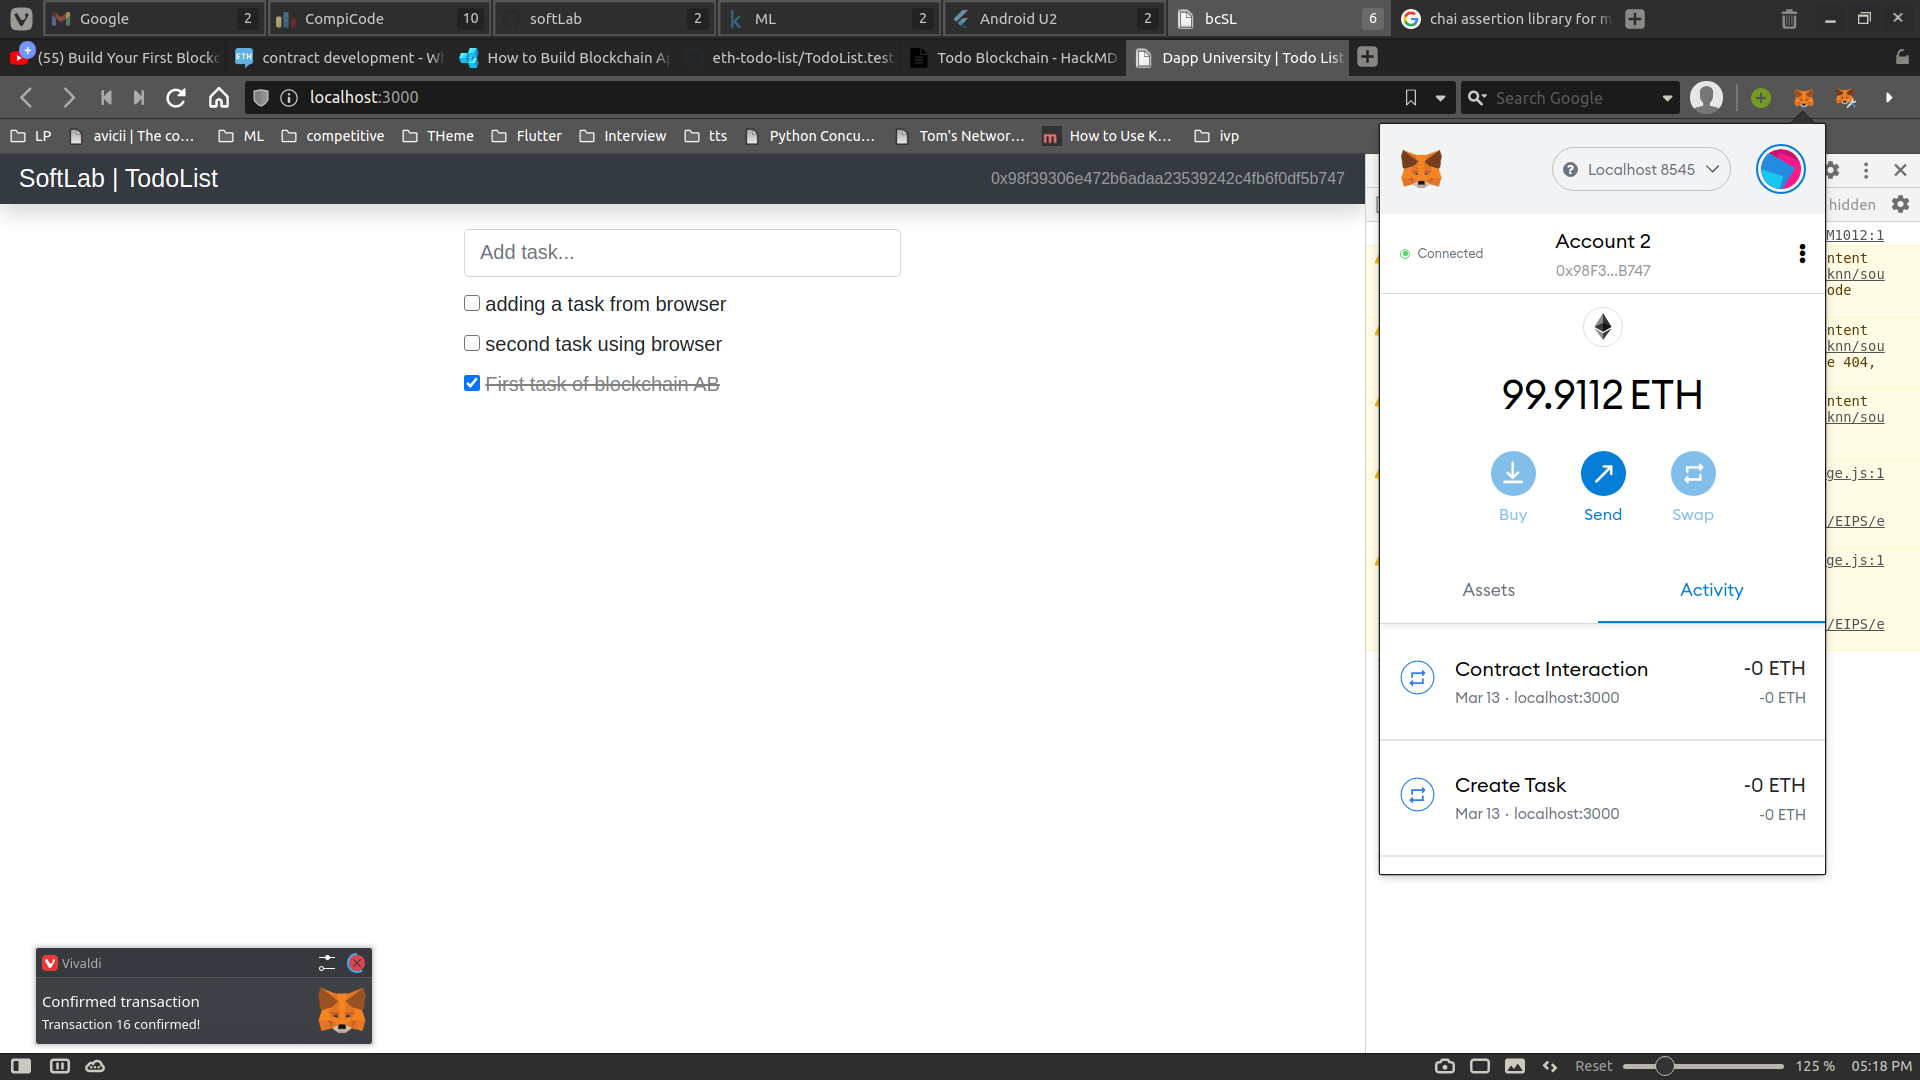 Google 2 CompiCode 10 softLab 2 ML 2 Android U2 2 bcSL 6 chai assertion library for m
(55) Build Your First Blockc contract development - Wh How to Build Blockchain Ap eth-todo-list/TodoList.test Todo Blockchain - HackMD Dapp University | Todo List
localhost:3000 Search Google
LP avicii | The co... ML competitive THeme Flutter Interview tts Python Concu... Tom's Networ... m How to Use K... ivp
SoftLab | TodoList 0x98f39306e472b6adaa23539242c4fb6f0df5b747
Add task...
adding a task from browser
second task using browser
First task of blockchain AB
Localhost 8545
Connected
Account 2
0x98F3...B747
99.9112 ETH
Buy Send Swap
Assets Activity
Contract Interaction -0 ETH
Mar 13 · localhost:3000 -0 ETH
Create Task -0 ETH
Mar 13 · localhost:3000 -0 ETH
hidden
M1012:1
ntent
knn/sou
ode
ntent
knn/sou
e 404,
ntent
knn/sou
ge.js:1
/EIPS/e
ge.js:1
/EIPS/e
Vivaldi
Confirmed transaction
Transaction 16 confirmed!
Reset 125 % 05:18 PM